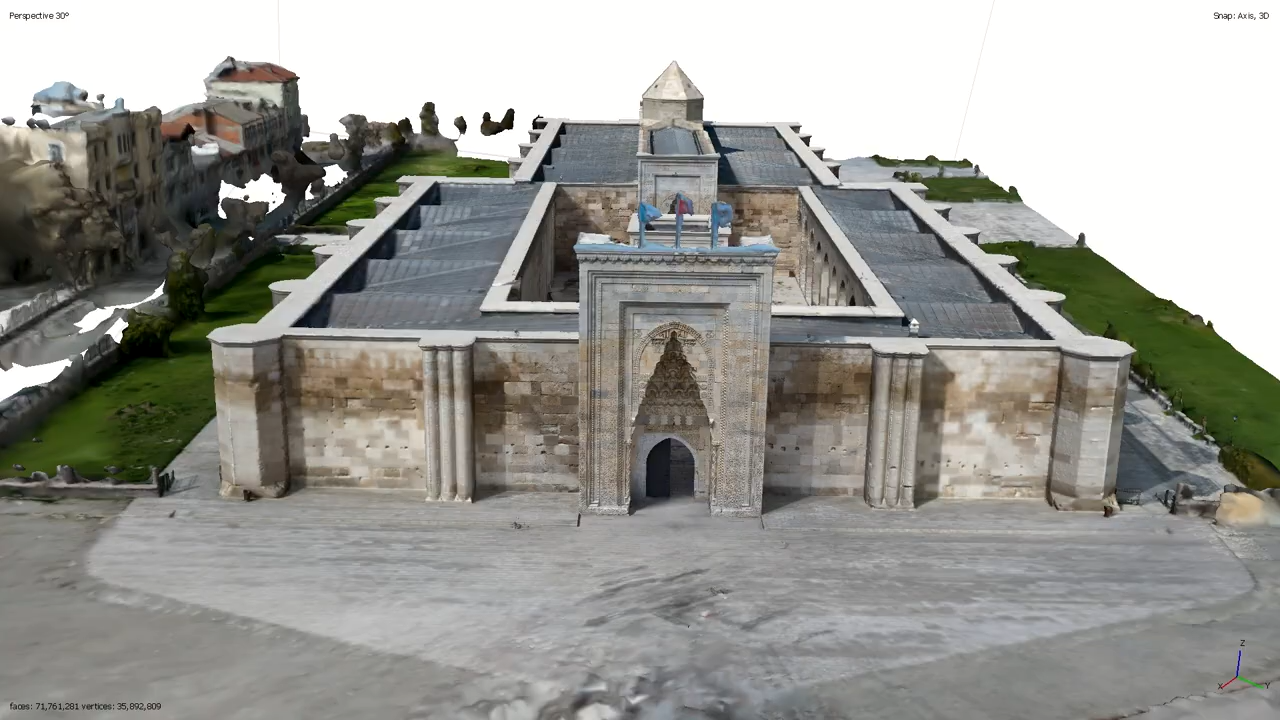 Perspective 30°
Snap: Axis, 3D
faces: 71,761,281 vertices: 35,892,809
Z
X
Y